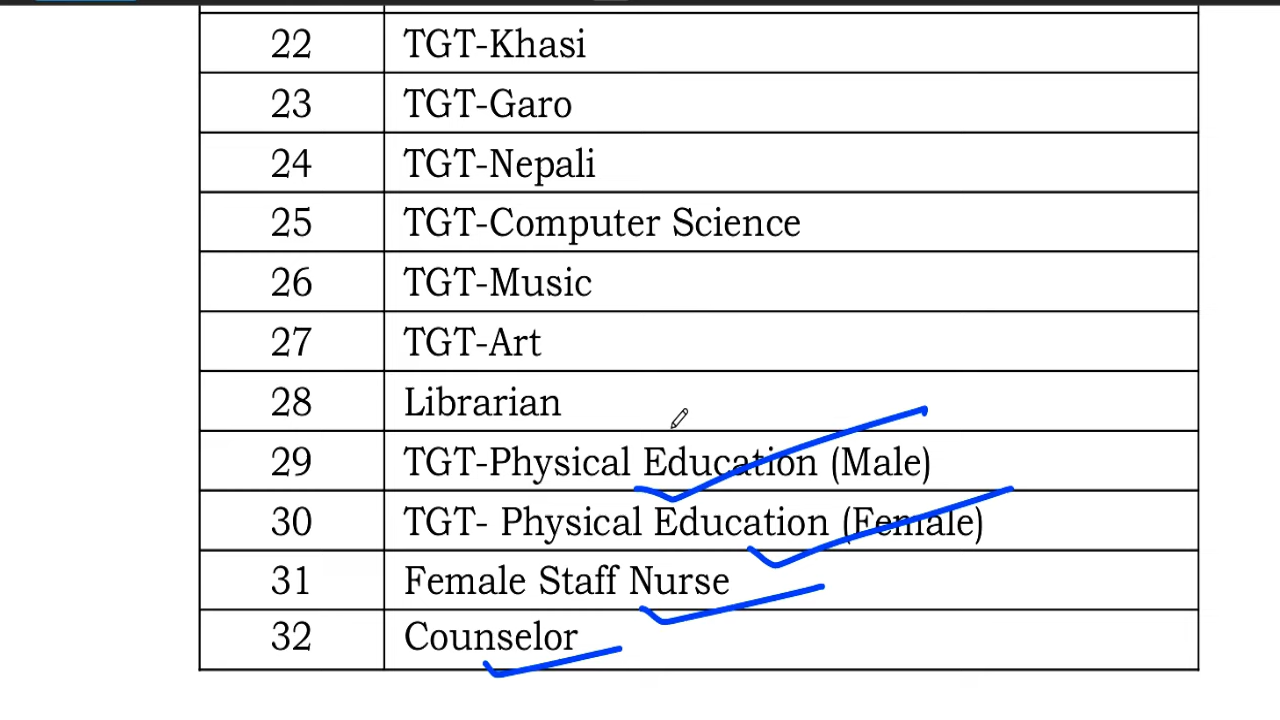 22 TGT-Khasi
23 TGT-Garo
24 TGT-Nepali
25 TGT-Computer Science
26 TGT-Music
27 TGT-Art
28 Librarian
29 TGT-Physical Education (Male)
30 TGT- Physical Education (Female)
31 Female Staff Nurse
32 Counselor